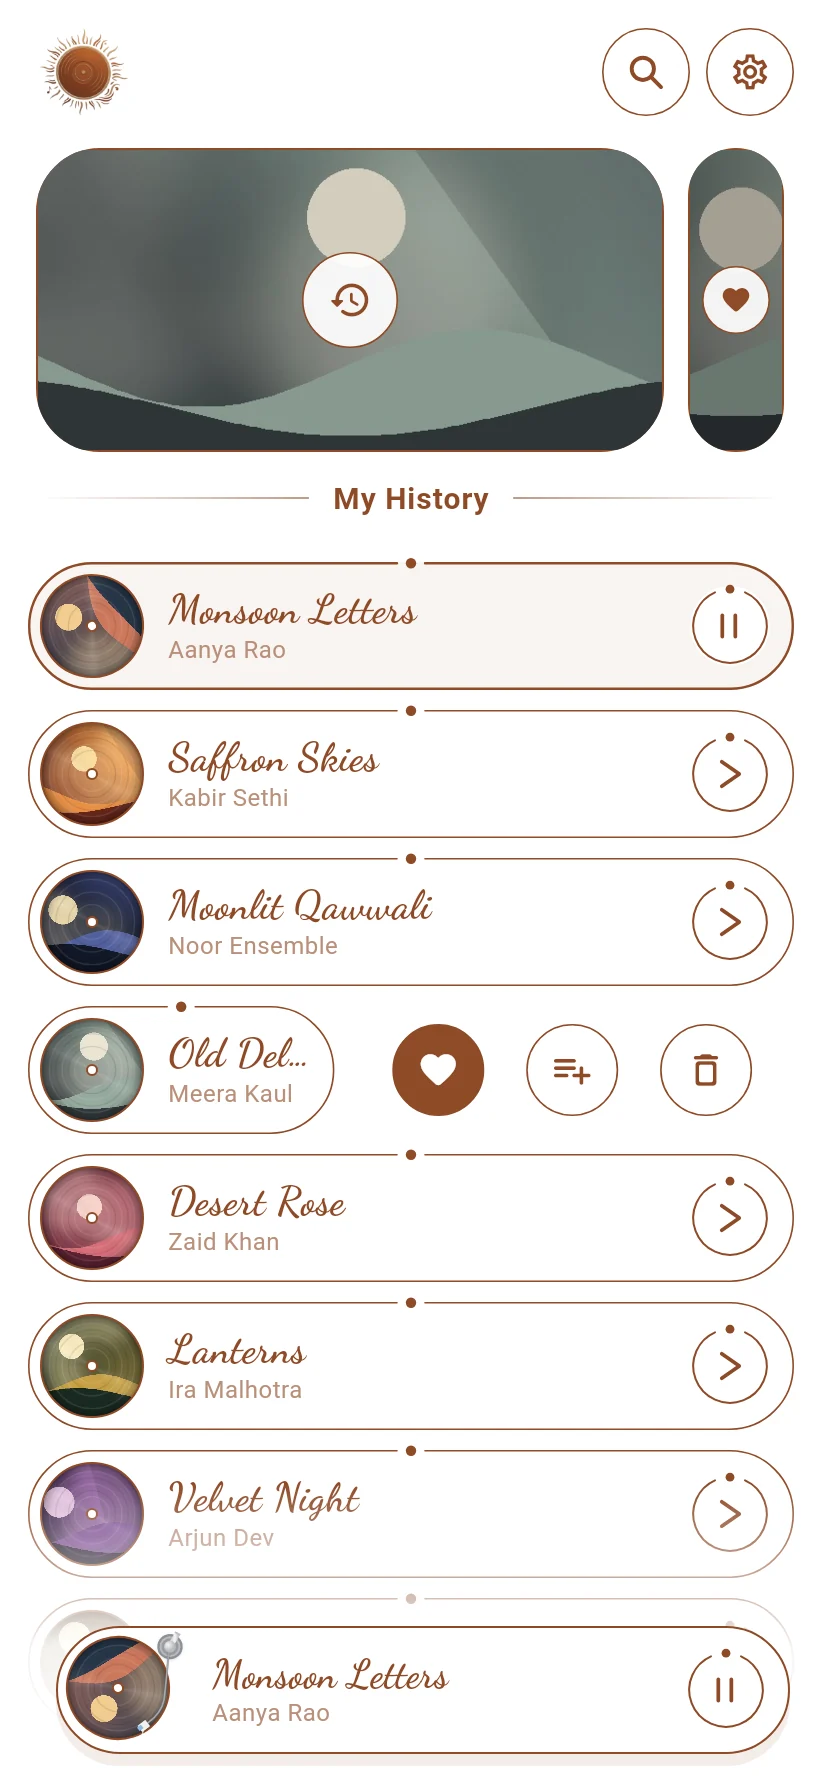 My History
Monsoon Letters
Aanya Rao
Saffron Skies
Kabir Sethi
Moonlit Qawwali
Noor Ensemble
Old Del...
Meera Kaul
Desert Rose
Zaid Khan
Lanterns
Ira Malhotra
Velvet Night
Arjun Dev
Monsoon Letters
Aanya Rao